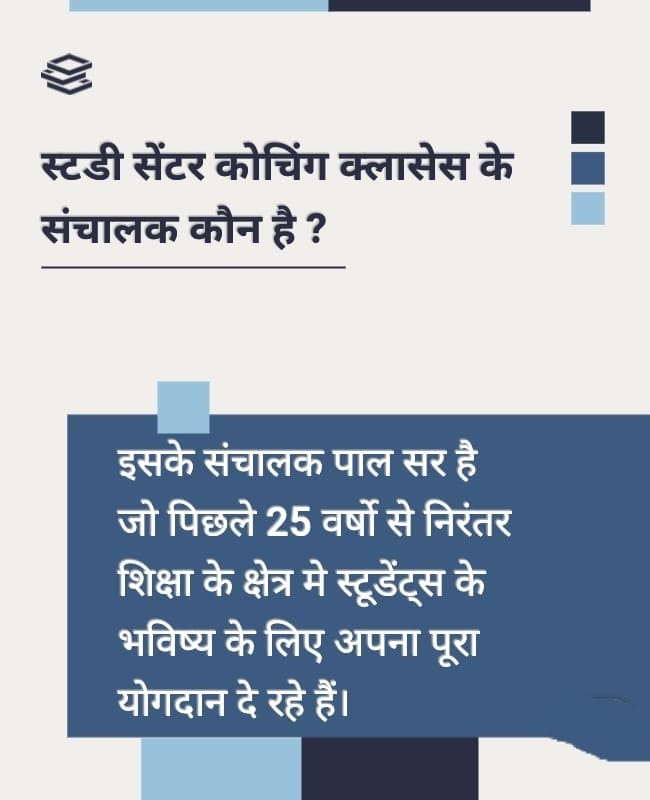 स्टडी सेंटर कोचिंग क्लासेस के
संचालक कौन है ?
इसके संचालक पाल सर है
जो पिछले 25 वर्षो से निरंतर
शिक्षा के क्षेत्र मे स्टूडेंट्स के
भविष्य के लिए अपना पूरा
योगदान दे रहे हैं।